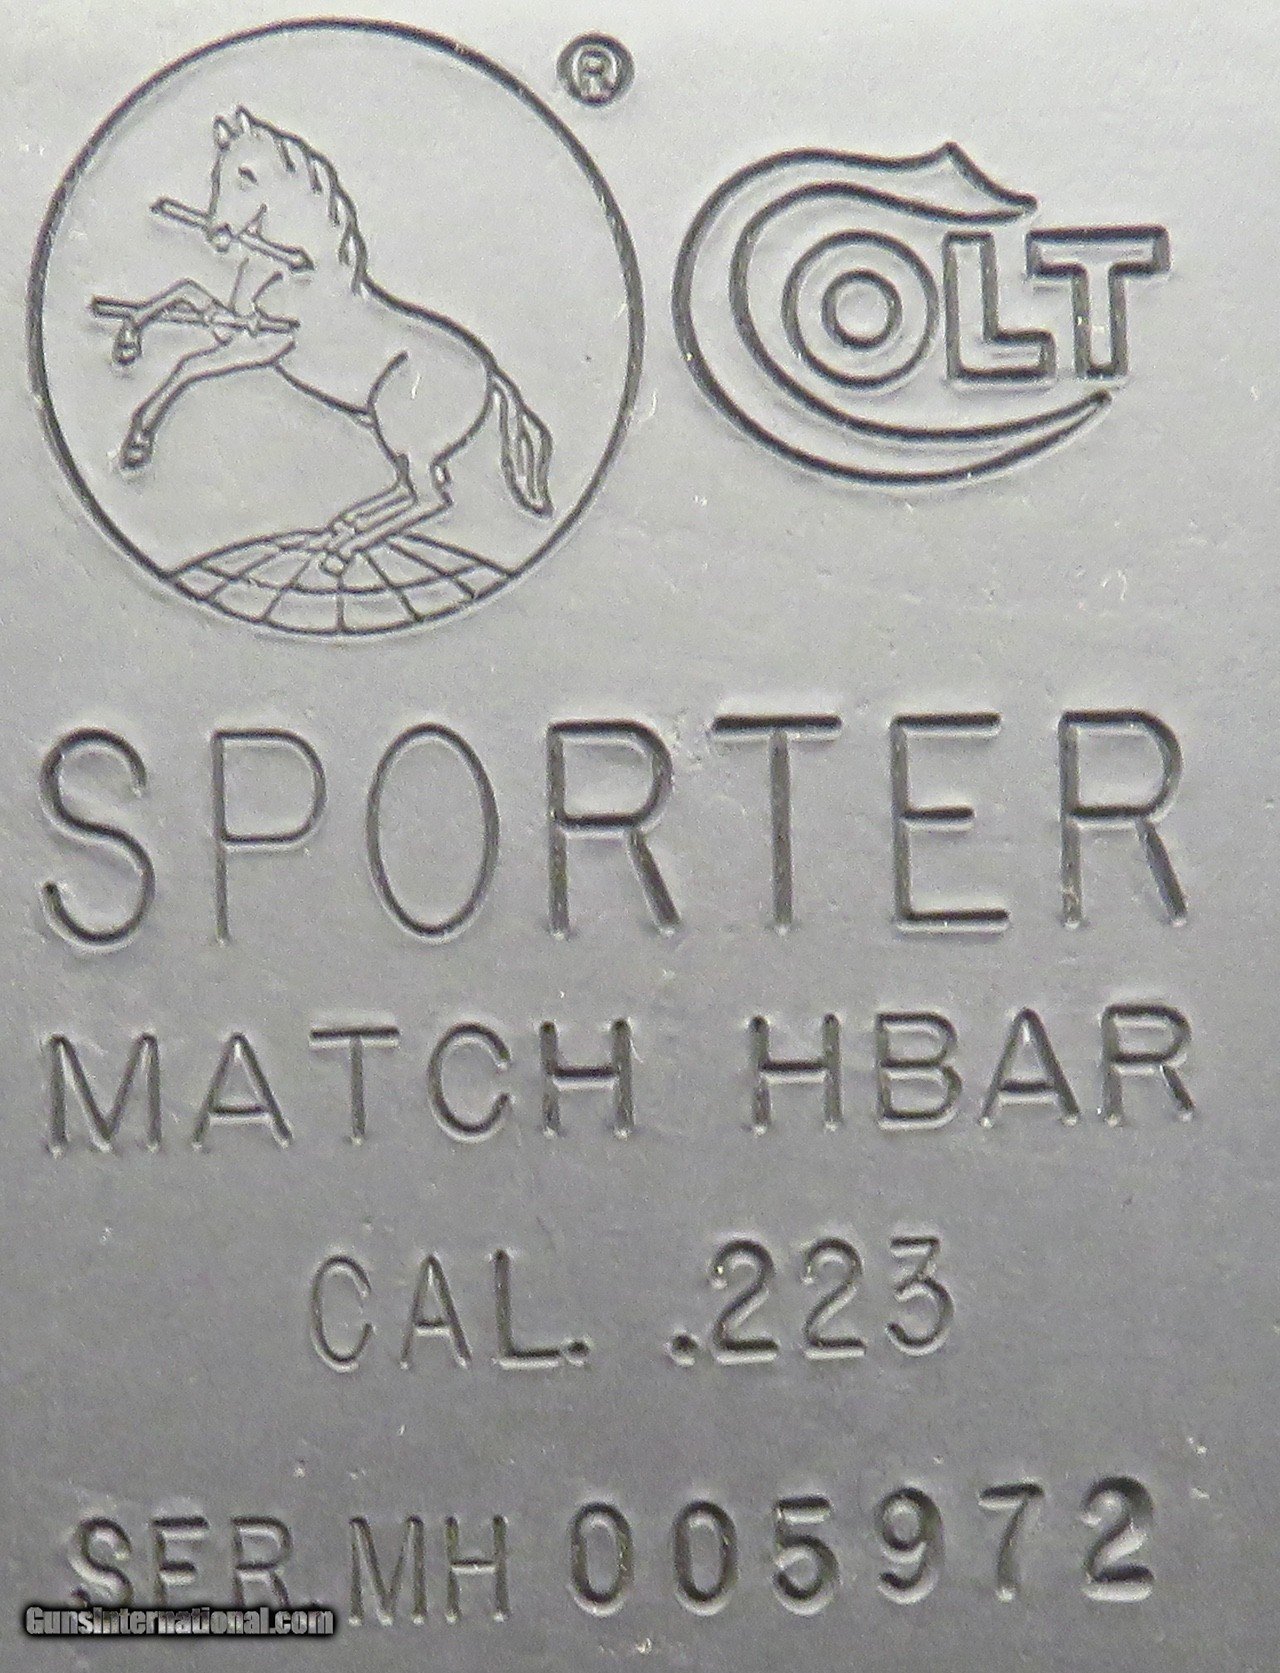 ®
COLT
SPORTER
MATCH HBAR
CAL. .223
SER. MH 005972
GunsInternational.com